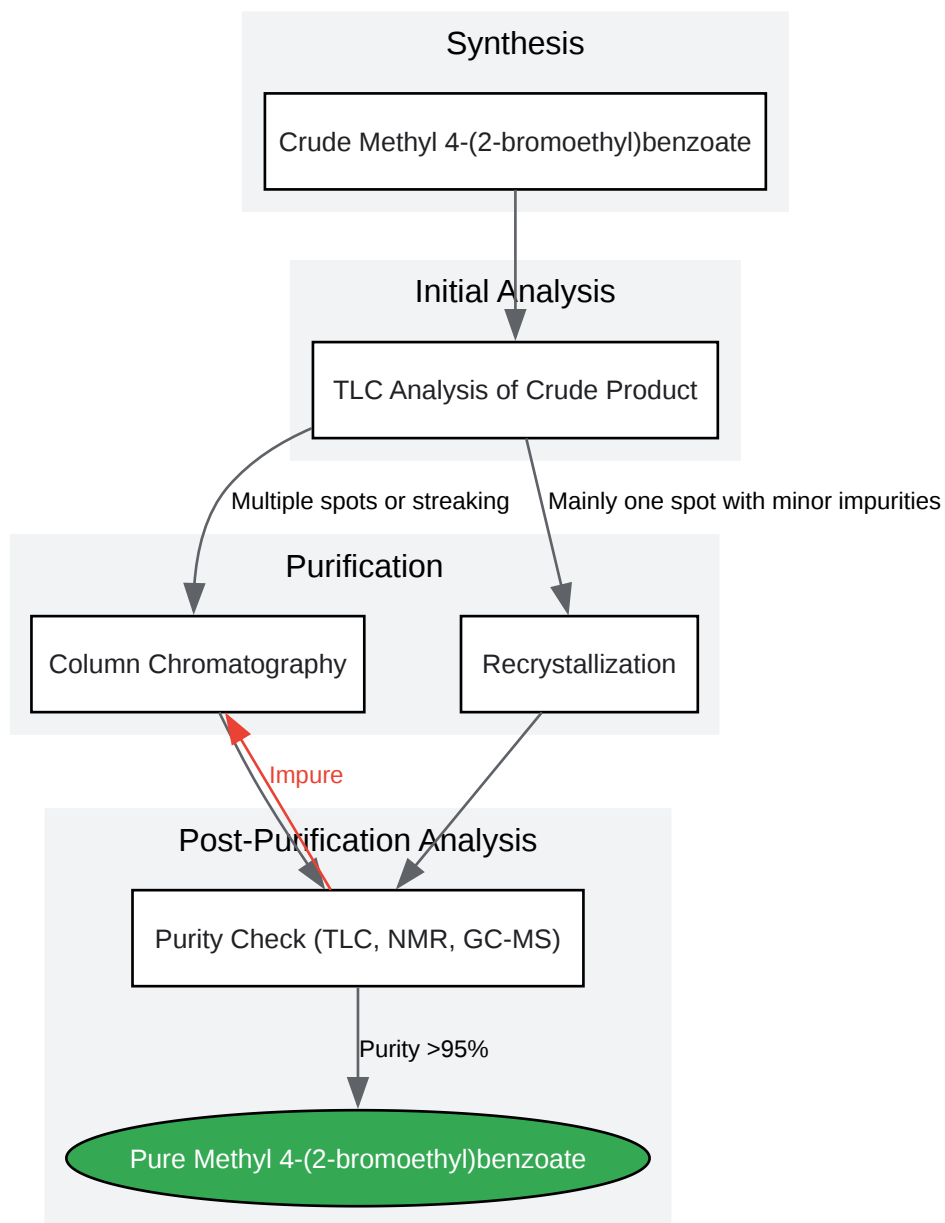 Synthesis
Crude Methyl 4-(2-bromoethyl)benzoate
Initial Analysis
TLC Analysis of Crude Product
Multiple spots or streaking
Mainly one spot with minor impurities
Purification
Column Chromatography
Recrystallization
Impure
Post-Purification Analysis
Purity Check (TLC, NMR, GC-MS)
Purity >95%
Pure Methyl 4-(2-bromoethyl)benzoate